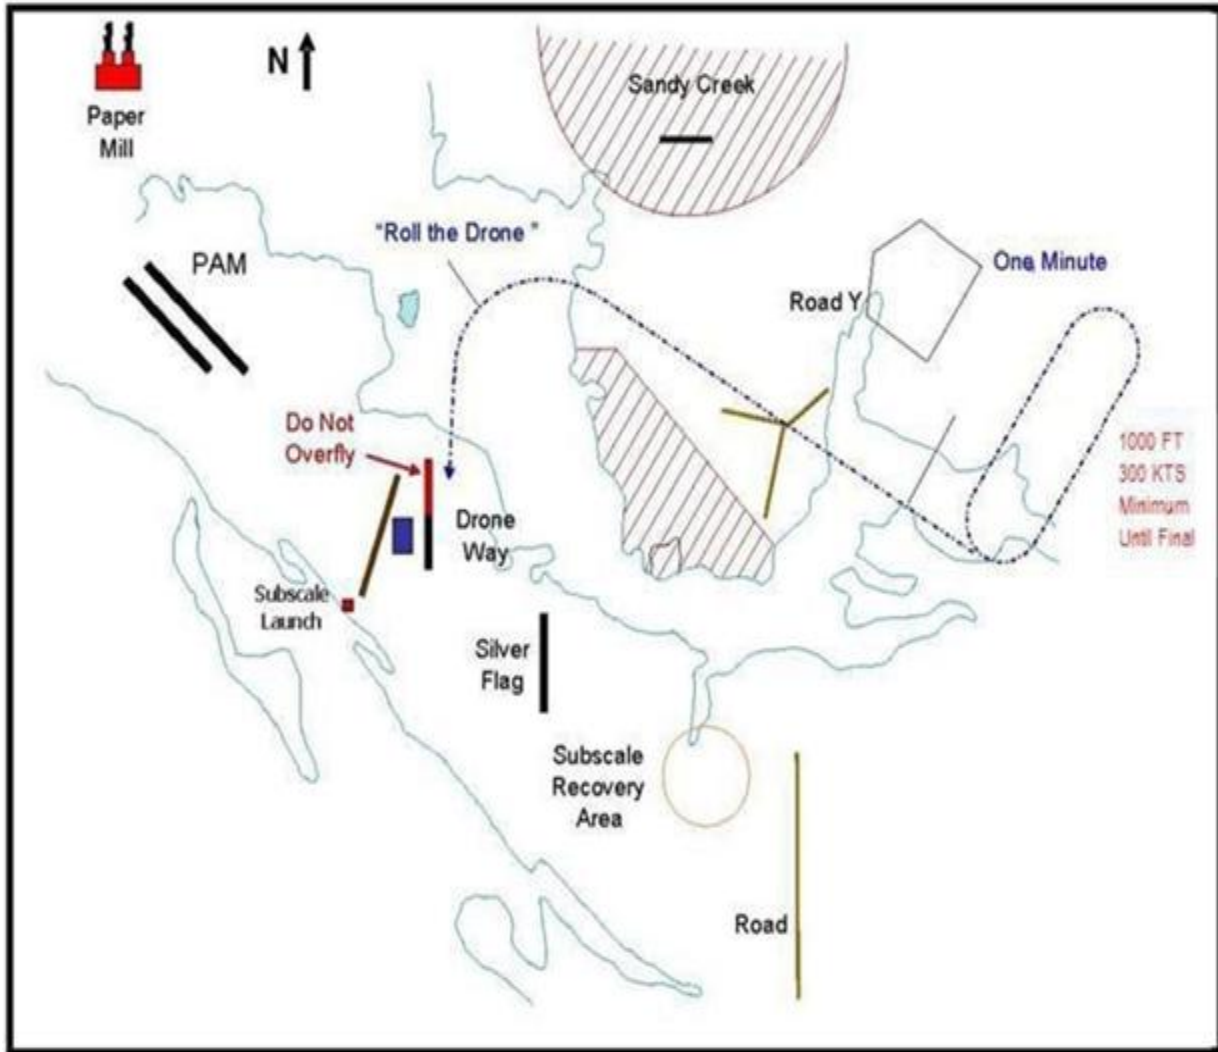 N
Sandy Creek
Paper
Mill
"Roll the Drone "
PAM
One Minute
Road Y
Do Not
Overfly
1000 FT
300 KTS
Minimum
Until Final
Drone
Way
Subscale
Launch
Silver
Flag
Subscale
Recovery
Area
Road